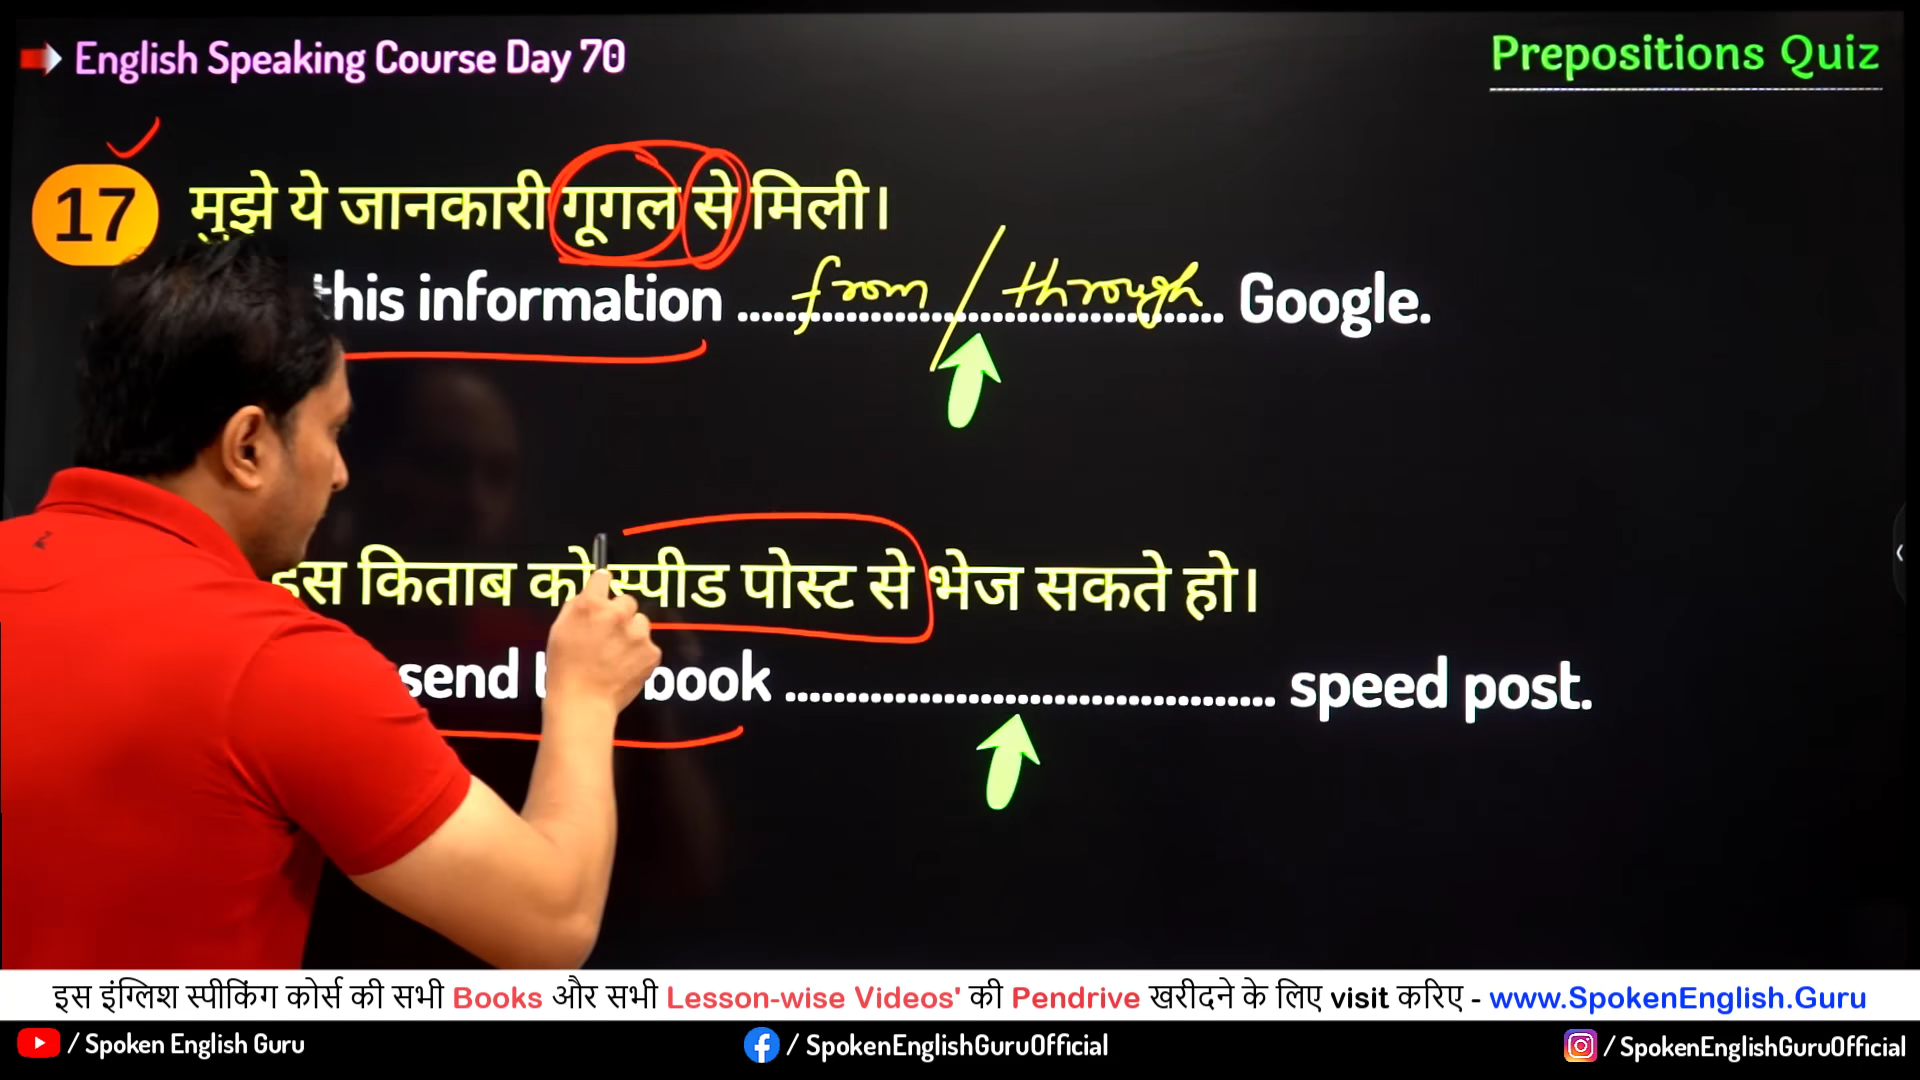 English Speaking Course Day 70
Prepositions Quiz
17 मुझे ये जानकारी गूगल से मिली।
this information .......... from / through .......... Google.
इस किताब को स्पीड पोस्ट से भेज सकते हो।
send book .......... speed post.
इस इंग्लिश स्पीकिंग कोर्स की सभी Books और सभी Lesson-wise Videos' की Pendrive खरीदने के लिए visit करिए - www.SpokenEnglish.Guru
/ Spoken English Guru
/ SpokenEnglishGuruOfficial
/ SpokenEnglishGuruOfficial